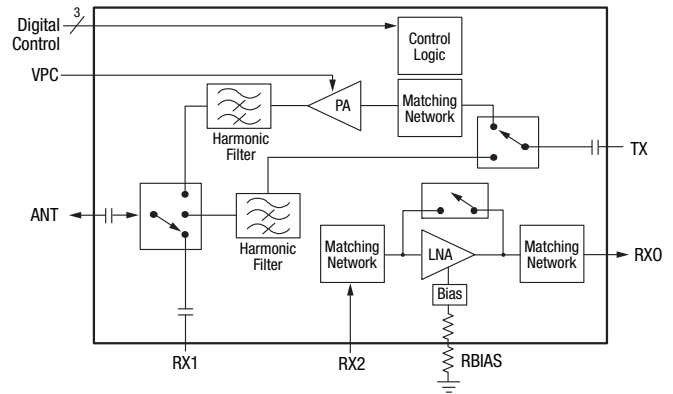 3
Digital
Control
Control
Logic
VPC
PA
Matching
Network
Harmonic
Filter
TX
ANT
Harmonic
Filter
Matching
Network
LNA
Matching
Network
RXO
Bias
RX1
RX2
RBIAS